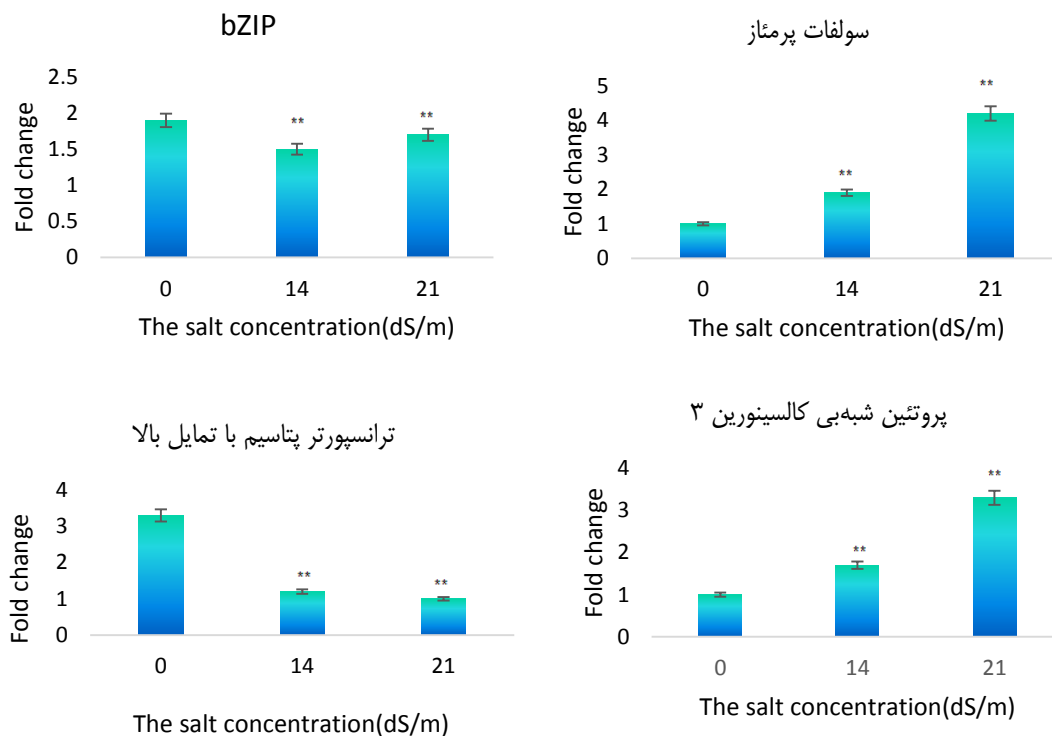 bZIP
Fold change
2.5
2
1.5
1
0.5
0
**
**
0 14 21
The salt concentration(dS/m)
سولفات پرمئاز
Fold change
5
4
3
2
1
0
**
**
0 14 21
The salt concentration(dS/m)
ترانسپورتر پتاسیم با تمایل بالا
Fold change
4
3
2
1
0
**
**
0 14 21
The salt concentration(dS/m)
پروتئین شبه‌بی کالسینورین ۳
Fold change
4
3
2
1
0
**
**
0 14 21
The salt concentration(dS/m)